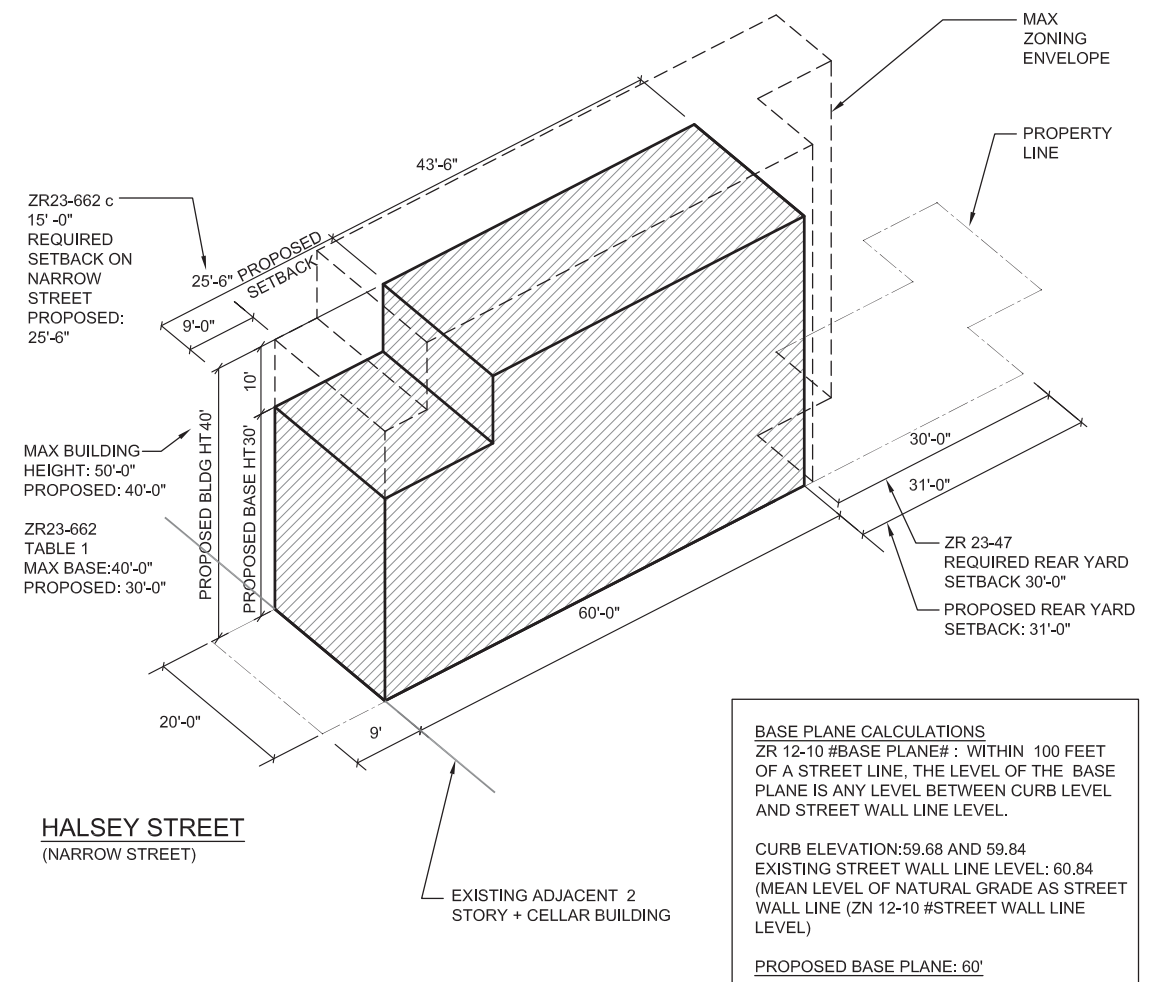 MAX
ZONING
ENVELOPE
PROPERTY
LINE
43'-6"
ZR23-662 c
15' -0"
REQUIRED
SETBACK ON
NARROW
STREET
PROPOSED:
25'-6"
25'-6" PROPOSED
SETBACK
9'-0"
10'
PROPOSED BLDG HT 40'
PROPOSED BASE HT30'
MAX BUILDING
HEIGHT: 50'-0"
PROPOSED: 40'-0"
ZR23-662
TABLE 1
MAX BASE:40'-0"
PROPOSED: 30'-0"
30'-0"
31'-0"
ZR 23-47
REQUIRED REAR YARD
SETBACK 30'-0"
PROPOSED REAR YARD
SETBACK: 31'-0"
60'-0"
20'-0"
9'
HALSEY STREET
(NARROW STREET)
EXISTING ADJACENT 2
STORY + CELLAR BUILDING
BASE PLANE CALCULATIONS
ZR 12-10 #BASE PLANE# : WITHIN 100 FEET
OF A STREET LINE, THE LEVEL OF THE BASE
PLANE IS ANY LEVEL BETWEEN CURB LEVEL
AND STREET WALL LINE LEVEL.
CURB ELEVATION:59.68 AND 59.84
EXISTING STREET WALL LINE LEVEL: 60.84
(MEAN LEVEL OF NATURAL GRADE AS STREET
WALL LINE (ZN 12-10 #STREET WALL LINE
LEVEL)
PROPOSED BASE PLANE: 60'